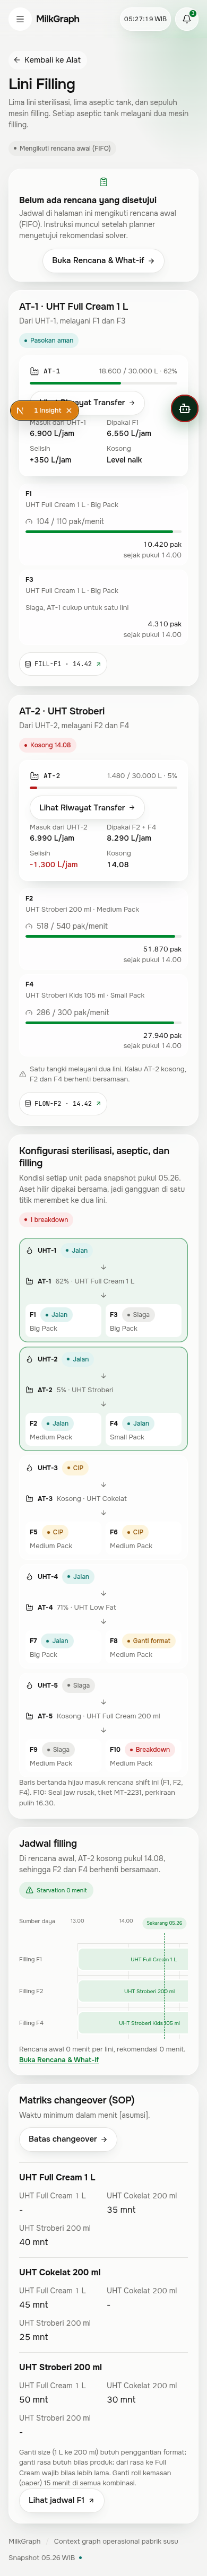 MilkGraph
05:27:19 WIB
3
Kembali ke Alat
Lini Filling
Lima lini sterilisasi, lima aseptic tank, dan sepuluh
mesin filling. Setiap aseptic tank melayani dua mesin
filling.
Mengikuti rencana awal (FIFO)
Belum ada rencana yang disetujui
Jadwal di halaman ini mengikuti rencana awal
(FIFO). Instruksi muncul setelah planner
menyetujui rekomendasi solver.
Buka Rencana & What-if
AT-1 · UHT Full Cream 1 L
Dari UHT-1, melayani F1 dan F3
Pasokan aman
AT-1
18.600 / 30.000 L · 62%
Lihat Riwayat Transfer
1 Insight
Masuk dari UHT-1
Dipakai F1
6.900 L/jam
6.550 L/jam
Selisih
Kosong
+350 L/jam
Level naik
F1
UHT Full Cream 1 L · Big Pack
104 / 110 pak/menit
10.420 pak
sejak pukul 14.00
F3
UHT Full Cream 1 L · Big Pack
Siaga, AT-1 cukup untuk satu lini
4.310 pak
sejak pukul 14.00
FILL-F1 · 14.42
AT-2 · UHT Stroberi
Dari UHT-2, melayani F2 dan F4
Kosong 14.08
AT-2
1.480 / 30.000 L · 5%
Lihat Riwayat Transfer
Masuk dari UHT-2
Dipakai F2 + F4
6.990 L/jam
8.290 L/jam
Selisih
Kosong
-1.300 L/jam
14.08
F2
UHT Stroberi 200 ml · Medium Pack
518 / 540 pak/menit
51.870 pak
sejak pukul 14.00
F4
UHT Stroberi Kids 105 ml · Small Pack
286 / 300 pak/menit
27.940 pak
sejak pukul 14.00
Satu tangki melayani dua lini. Kalau AT-2 kosong,
F2 dan F4 berhenti bersamaan.
FLOW-F2 · 14.42
Konfigurasi sterilisasi, aseptic, dan
filling
Kondisi setiap unit pada snapshot pukul 05.26.
Aset hilir dipakai bersama, jadi gangguan di satu
titik merembet ke dua lini.
1 breakdown
UHT-1
Jalan
AT-1 62% · UHT Full Cream 1 L
F1
Jalan
F3
Siaga
Big Pack
Big Pack
UHT-2
Jalan
AT-2 5% · UHT Stroberi
F2
Jalan
F4
Jalan
Medium Pack
Small Pack
UHT-3
CIP
AT-3 Kosong · UHT Cokelat
F5
CIP
F6
CIP
Medium Pack
Medium Pack
UHT-4
Jalan
AT-4 71% · UHT Low Fat
F7
Jalan
F8
Ganti format
Big Pack
Medium Pack
UHT-5
Siaga
AT-5 Kosong · UHT Full Cream 200 ml
F9
Siaga
F10
Breakdown
Medium Pack
Medium Pack
Baris bertanda hijau masuk rencana shift ini (F1, F2,
F4). F10: Seal jaw rusak, tiket MT-2231, perkiraan
pulih 16.30.
Jadwal filling
Di rencana awal, AT-2 kosong pukul 14.08,
sehingga F2 dan F4 berhenti bersamaan.
Starvation 0 menit
Sumber daya
13.00
14.00
Sekarang 05.26
Filling F1
UHT Full Cream 1 L
Filling F2
UHT Stroberi 200 ml
Filling F4
UHT Stroberi Kids 105 ml
Rencana awal 0 menit per lini, rekomendasi 0 menit.
Buka Rencana & What-if
Matriks changeover (SOP)
Waktu minimum dalam menit [asumsi].
Batas changeover
UHT Full Cream 1 L
UHT Full Cream 1 L
UHT Cokelat 200 ml
-
35 mnt
UHT Stroberi 200 ml
40 mnt
UHT Cokelat 200 ml
UHT Full Cream 1 L
UHT Cokelat 200 ml
45 mnt
-
UHT Stroberi 200 ml
25 mnt
UHT Stroberi 200 ml
UHT Full Cream 1 L
UHT Cokelat 200 ml
50 mnt
30 mnt
UHT Stroberi 200 ml
-
Ganti size (1 L ke 200 ml) butuh penggantian format;
ganti rasa butuh bilas produk; dari rasa ke Full
Cream wajib bilas lebih lama. Ganti roll kemasan
(paper) 15 menit di semua kombinasi.
Lihat jadwal F1
MilkGraph / Context graph operasional pabrik susu
Snapshot 05.26 WIB